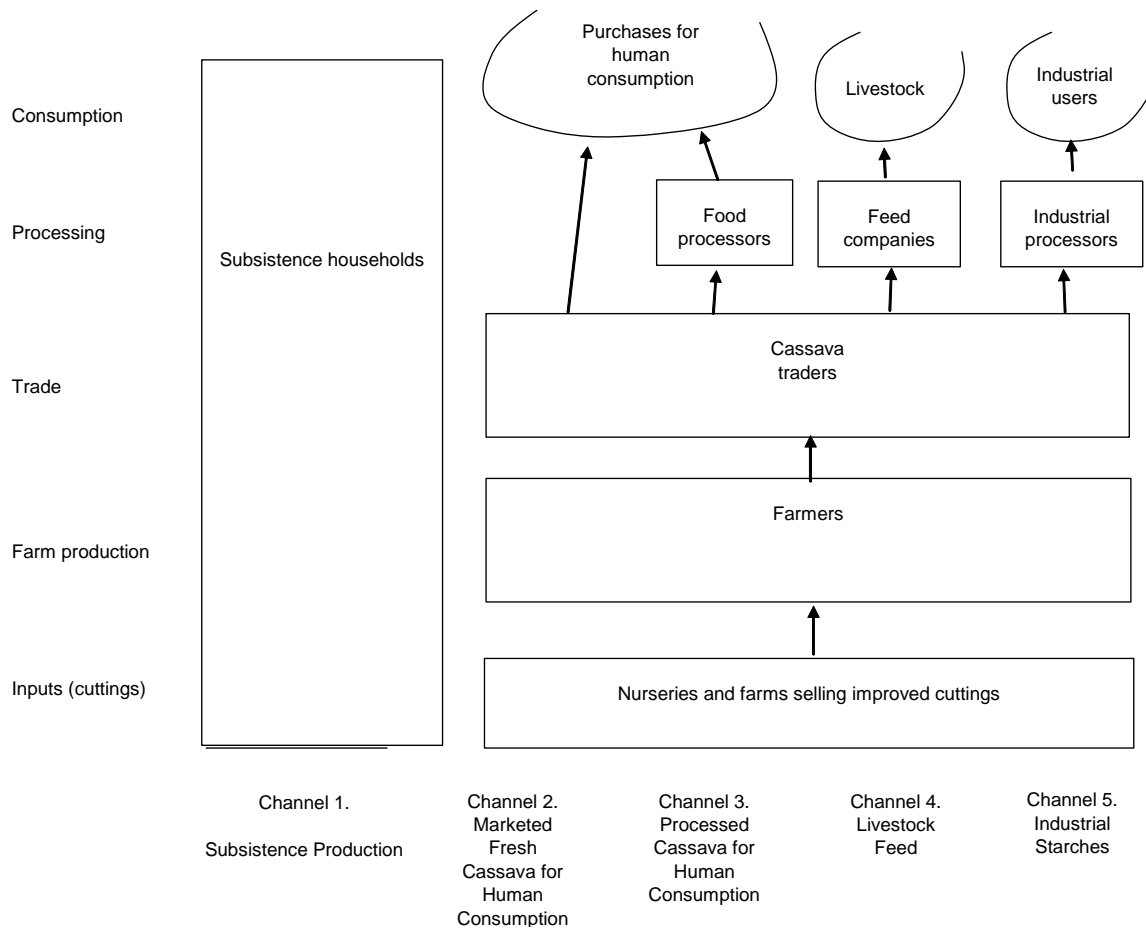 Purchases for
human
consumption
Livestock
Industrial
users
Consumption
Food
processors
Feed
companies
Industrial
processors
Processing
Subsistence households
Cassava
traders
Trade
Farmers
Farm production
Nurseries and farms selling improved cuttings
Inputs (cuttings)
Channel 1.
Subsistence Production
Channel 2.
Marketed
Fresh
Cassava for
Human
Consumption
Channel 3.
Processed
Cassava for
Human
Consumption
Channel 4.
Livestock
Feed
Channel 5.
Industrial
Starches